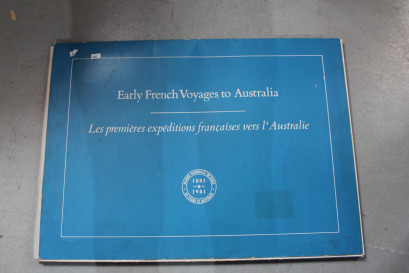 Early French Voyages to Australia
Les premières expéditions françaises vers l'Australie
1881
1981